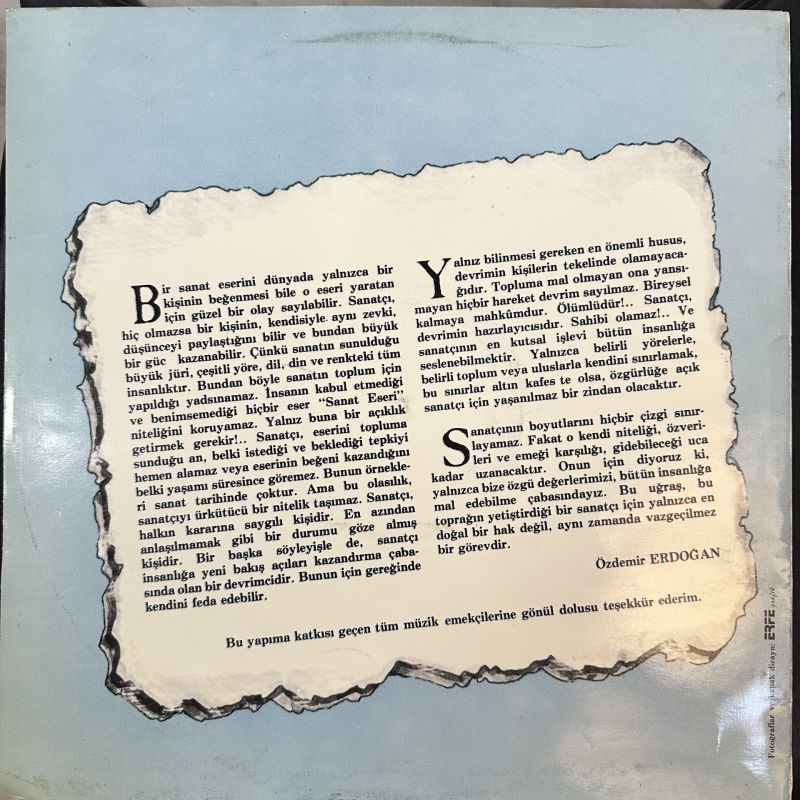 Bir sanat eserini dünyada yalnızca bir
kişinin beğenmesi bile o eseri yaratan
için güzel bir olay sayılabilir. Sanatçı,
hiç olmazsa bir kişinin, kendisiyle aynı zevki,
düşünceyi paylaştığını bilir ve bundan büyük
bir güç kazanabilir. Çünkü sanatın sunulduğu
büyük jüri, çeşitli yöre, dil, din ve renkteki tüm
insanlıktır. Bundan böyle sanatın toplum için
yapıldığı yadsınamaz. İnsanın kabul etmediği
ve benimsemediği hiçbir eser "Sanat Eseri"
niteliğini koruyamaz. Yalnız buna bir açıklık
getirmek gerekir!.. Sanatçı, eserini topluma
sunduğu an, belki istediği ve beklediği tepkiyi
hemen alamaz veya eserinin beğeni kazandığını
belki yaşamı süresince göremez. Bunun örnekle-
ri sanat tarihinde çoktur. Ama bu olasılık,
sanatçıyı ürkütücü bir nitelik taşımaz. Sanatçı,
halkın kararına saygılı kişidir. En azından
anlaşılmamak gibi bir durumu göze almış
kişidir. Bir başka söyleyişle de, sanatçı
insanlığa yeni bakış açıları kazandırma çaba-
sında olan bir devrimcidir. Bunun için gereğinde
kendini feda edebilir.
Yalnız bilinmesi gereken en önemli husus,
devrimin kişilerin tekelinde olamayaca-
ğıdır. Topluma mal olmayan ona yansı-
mayan hiçbir hareket devrim sayılmaz. Bireysel
kalmaya mahkûmdur. Ölümlüdür!.. Sanatçı,
devrimin hazırlayıcısıdır. Sahibi olamaz!.. Ve
sanatçının en kutsal işlevi bütün insanlığa
seslenebilmektir. Yalnızca belirli yörelerle,
belirli toplum veya uluslarla kendini sınırlamak,
bu sınırlar altın kafes te olsa, özgürlüğe açık
sanatçı için yaşanılmaz bir zindan olacaktır.
Sanatçının boyutlarını hiçbir çizgi sınır-
layamaz. Fakat o kendi niteliği, özveri-
leri ve emeği karşılığı, gidebileceği uca
kadar uzanacaktır. Onun için diyoruz ki,
yalnızca bize özgü değerlerimizi, bütün insanlığa
mal edebilme çabasındayız. Bu uğraş, bu
toprağın yetiştirdiği bir sanatçı için yalnızca en
doğal bir hak değil, aynı zamanda vazgeçilmez
bir görevdir.
Özdemir ERDOĞAN
Bu yapıma katkısı geçen tüm müzik emekçilerine gönül dolusu teşekkür ederim.
Fotoğraflar ve kapak dizayn: ERFE